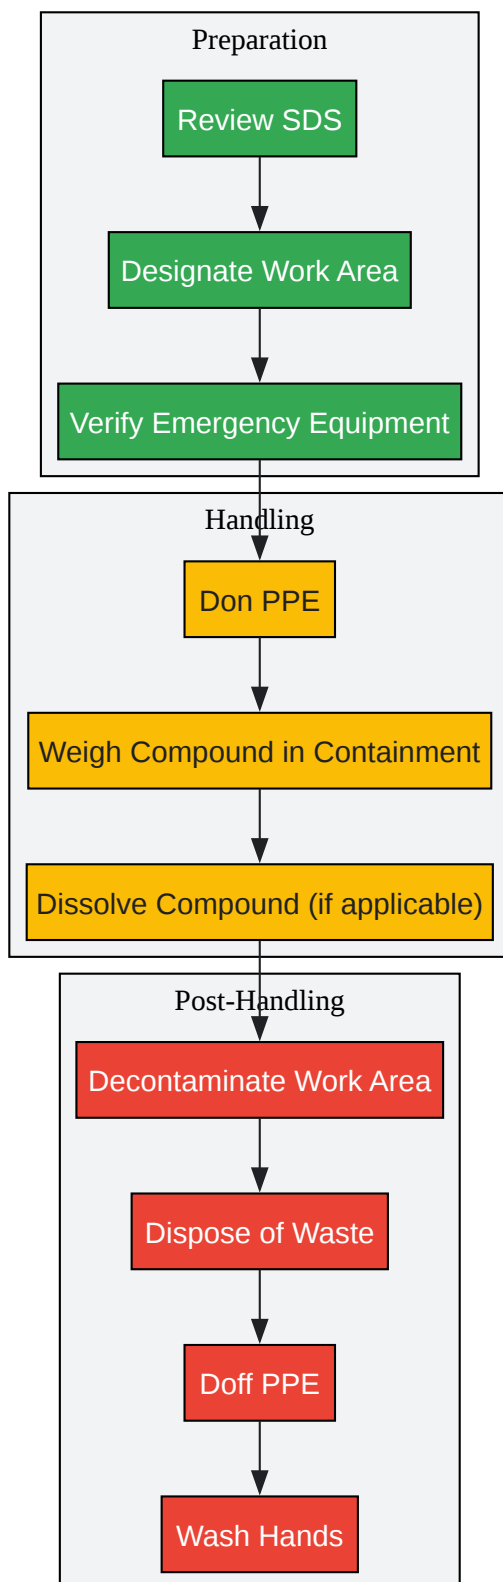 Preparation
Review SDS
Designate Work Area
Verify Emergency Equipment
Handling
Don PPE
Weigh Compound in Containment
Dissolve Compound (if applicable)
Post-Handling
Decontaminate Work Area
Dispose of Waste
Doff PPE
Wash Hands